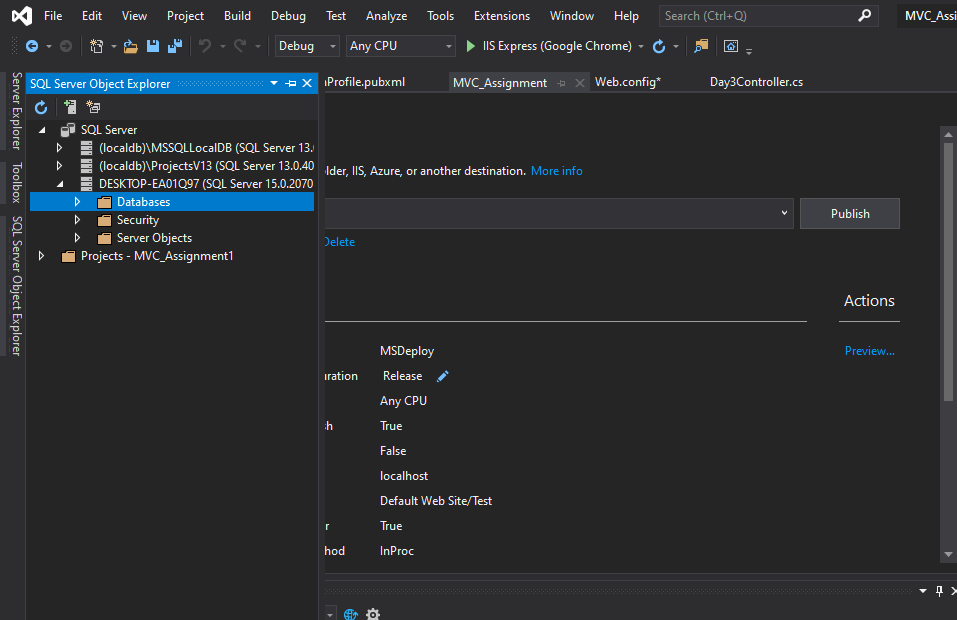 File Edit View Project Build Debug Test Analyze Tools Extensions Window Help Search (Ctrl+Q) MVC_Assi
Debug Any CPU IIS Express (Google Chrome)
Server Explorer
Toolbox
SQL Server Object Explorer
SQL Server Object Explorer
SQL Server
(localdb)\MSSQLLocalDB (SQL Server 13.
(localdb)\ProjectsV13 (SQL Server 13.0.40
DESKTOP-EA01Q97 (SQL Server 15.0.2070
Databases
Security
Server Objects
Projects - MVC_Assignment1
nProfile.pubxml MVC_Assignment Web.config* Day3Controller.cs
lder, IIS, Azure, or another destination. More info
Publish
Delete
Actions
Preview...
MSDeploy
uration Release
Any CPU
sh True
False
localhost
Default Web Site/Test
r True
thod InProc